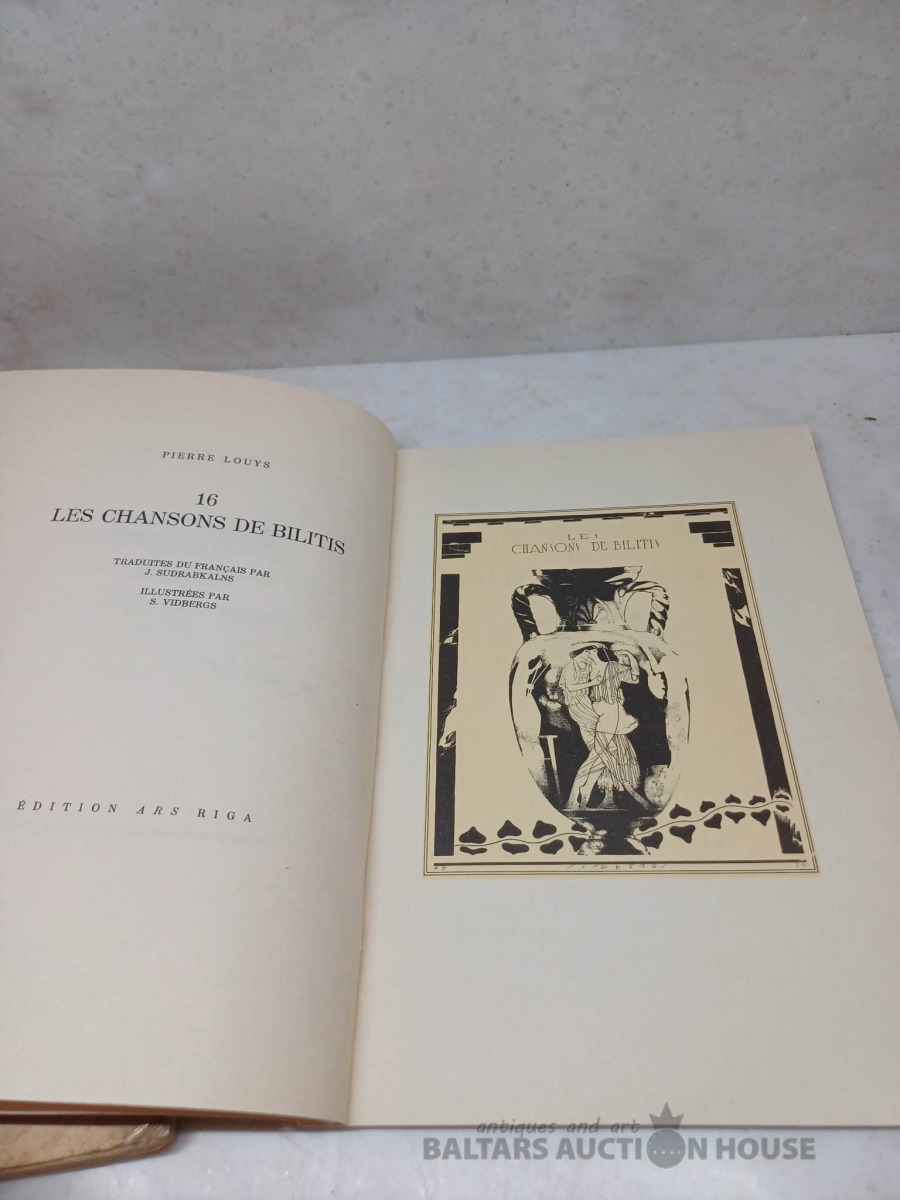 PIERRE LOUYS
16
LES CHANSONS DE BILITIS
TRADUITES DU FRANÇAIS PAR
J. SUDRABKALNS
ILLUSTRÉES PAR
S. VIDBERGS
ÉDITION ARS RIGA
LES
CHANSONS DE BILITIS
antiques and art
BALTARS AUCTION HOUSE